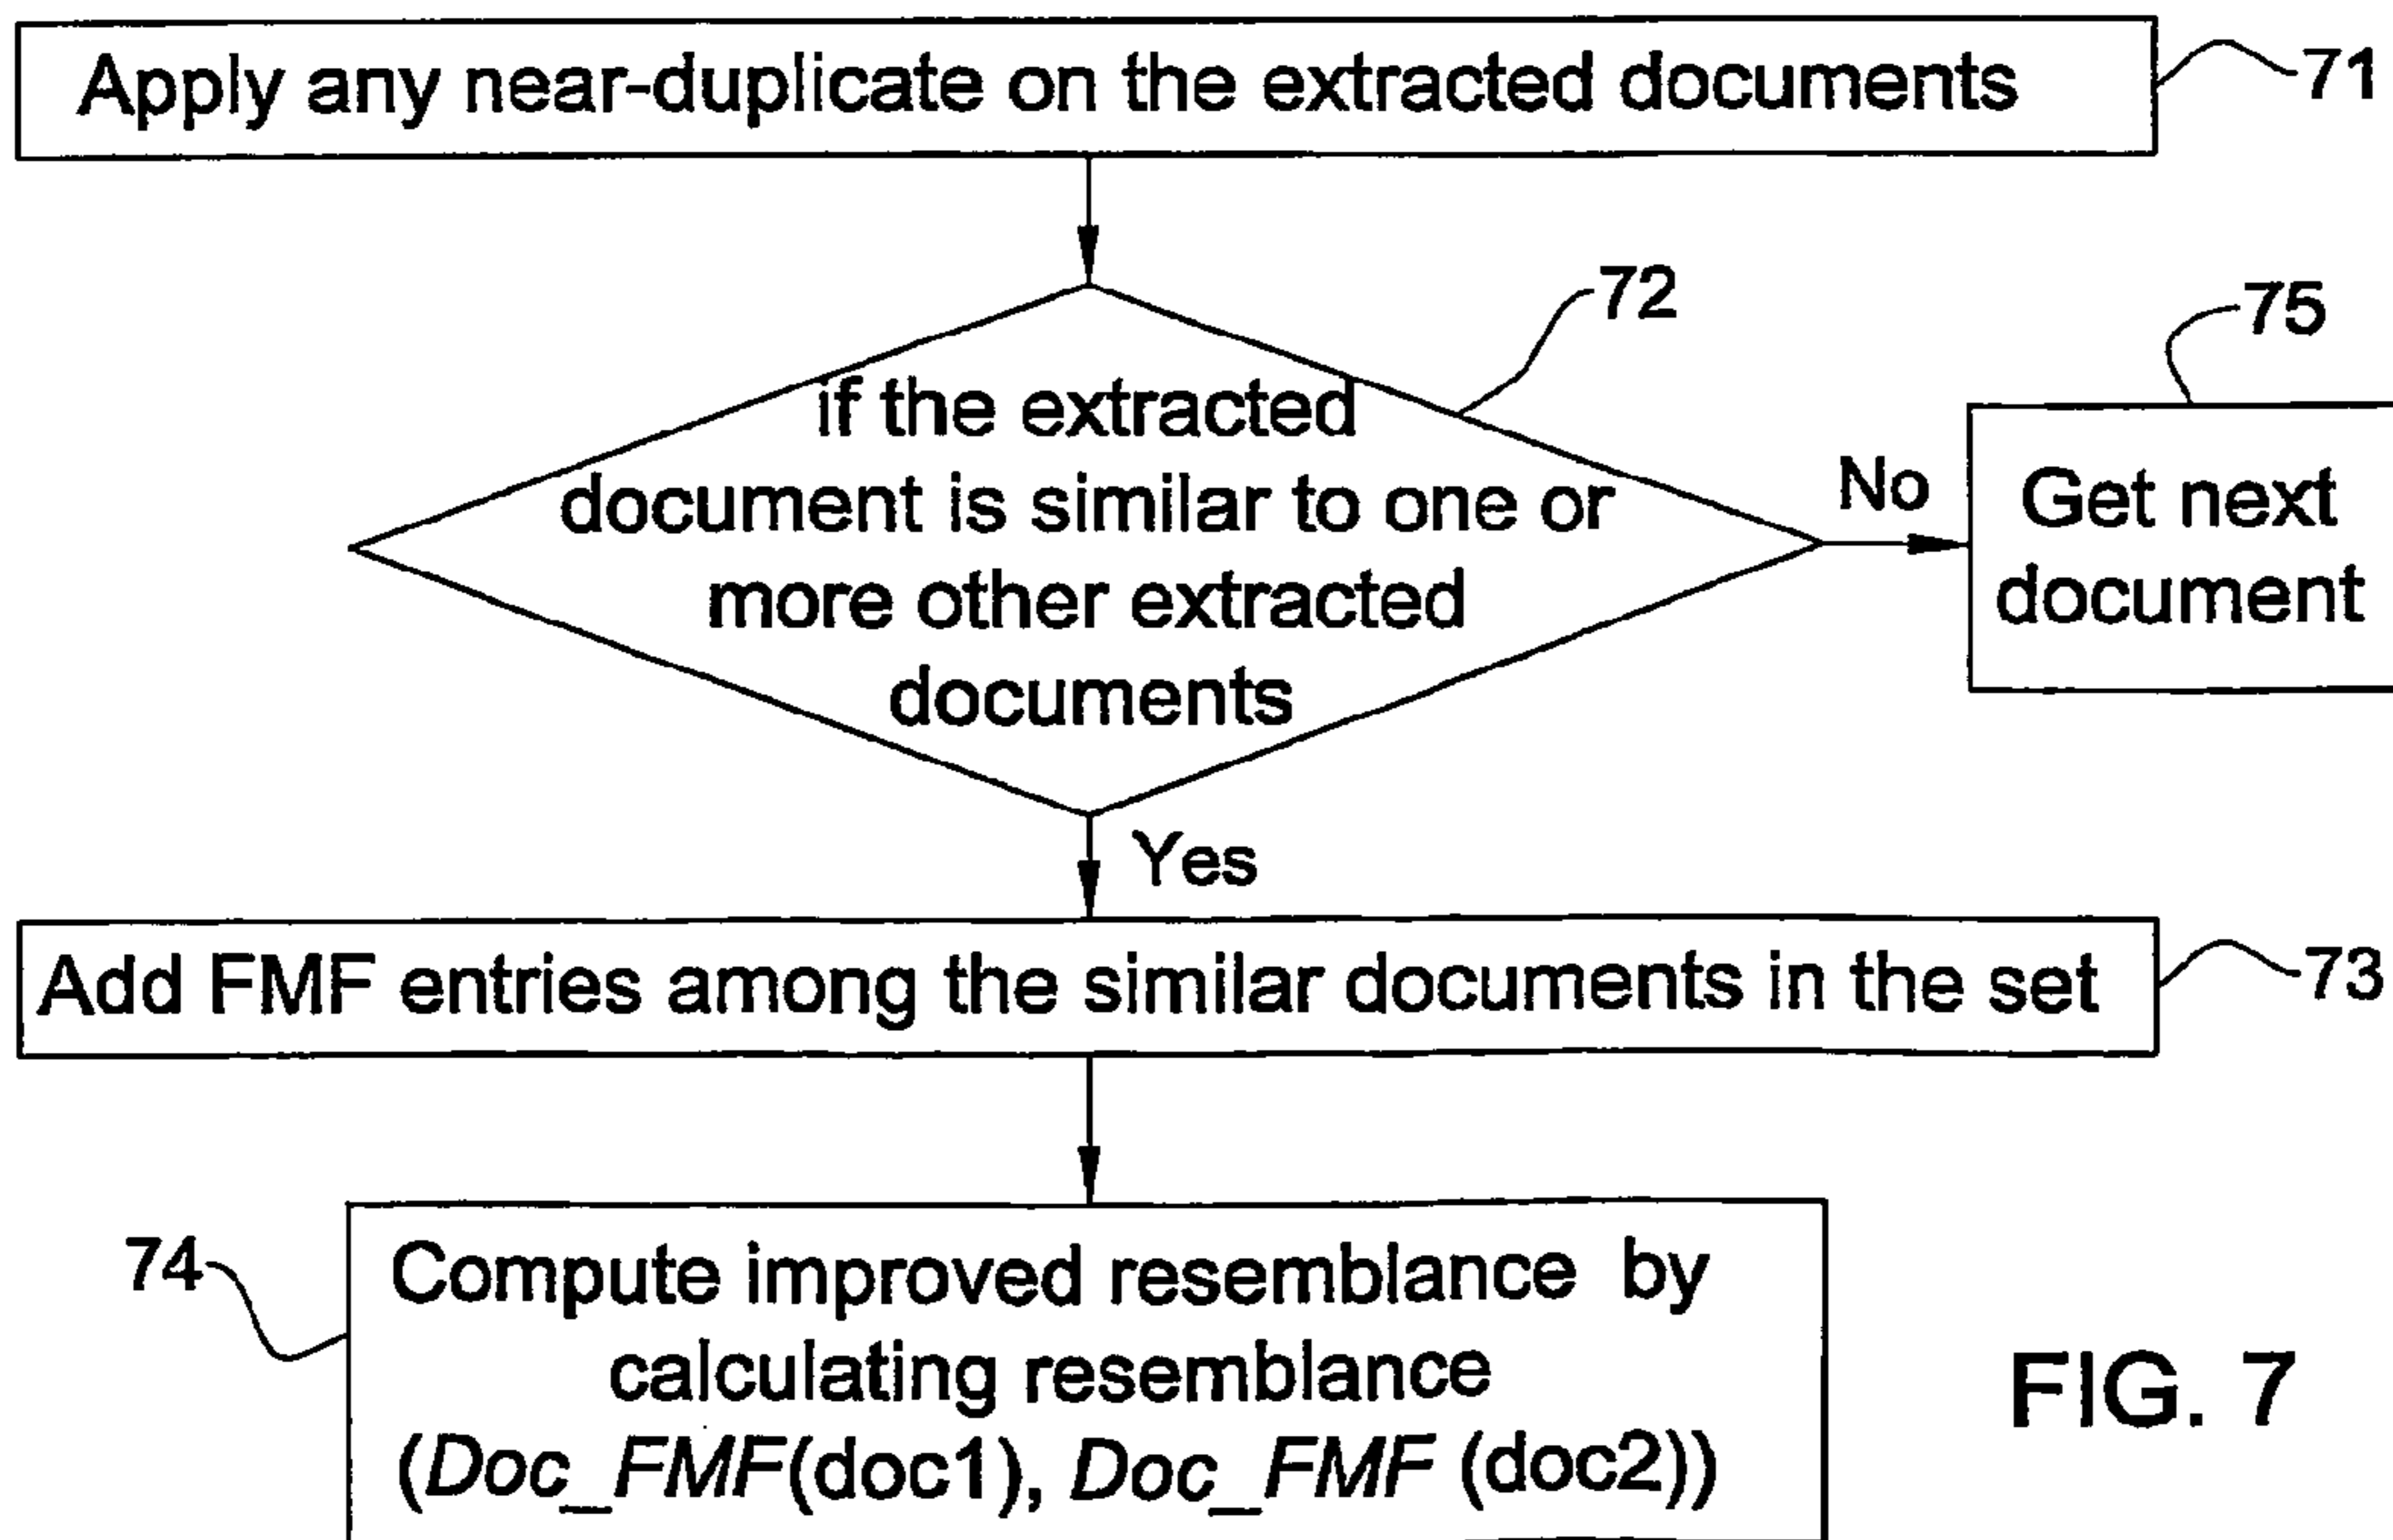 Apply any near-duplicate on the extracted documents
71
72
75
if the extracted
document is similar to one or
more other extracted
documents
No
Get next
document
Yes
Add FMF entries among the similar documents in the set
73
74
Compute improved resemblance by
calculating resemblance
(Doc_FMF(doc1), Doc_FMF (doc2))
FIG. 7